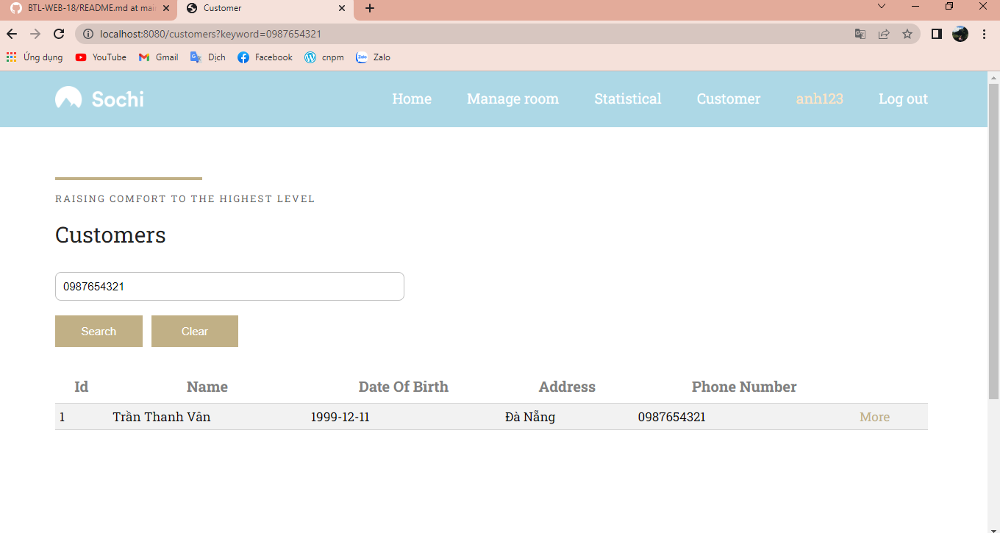 BTL-WEB-18/README.md at mai
Customer
localhost:8080/customers?keyword=0987654321
Ứng dụng YouTube Gmail Dịch Facebook cnpm Zalo Zalo
Sochi Home Manage room Statistical Customer anh123 Log out
RAISING COMFORT TO THE HIGHEST LEVEL
Customers
0987654321
Search Clear
Id Name Date Of Birth Address Phone Number
1 Trần Thanh Vân 1999-12-11 Đà Nẵng 0987654321 More